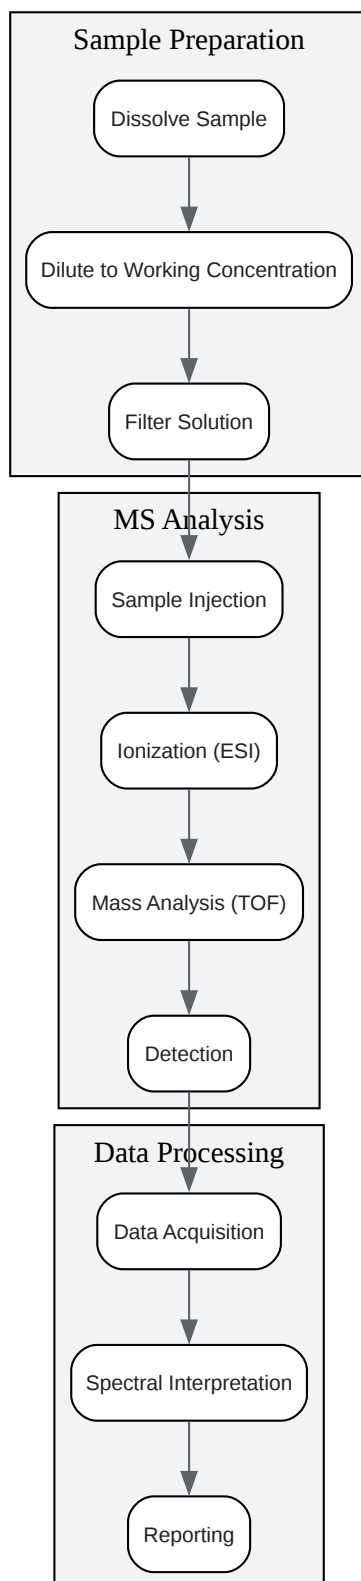 Sample Preparation
Dissolve Sample
Dilute to Working Concentration
Filter Solution
MS Analysis
Sample Injection
Ionization (ESI)
Mass Analysis (TOF)
Detection
Data Processing
Data Acquisition
Spectral Interpretation
Reporting